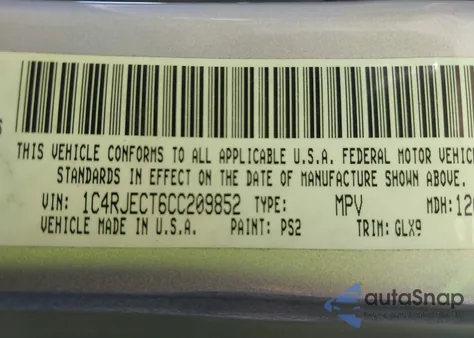 THIS VEHICLE CONFORMS TO ALL APPLICABLE U.S.A. FEDERAL MOTOR VEHIC
STANDARDS IN EFFECT ON THE DATE OF MANUFACTURE SHOWN ABOVE.
VIN: 1C4RJECT6CC209852 TYPE: MPV MDH: 120
VEHICLE MADE IN U.S.A. PAINT: PS2 TRIM: GLX9
autoSnap